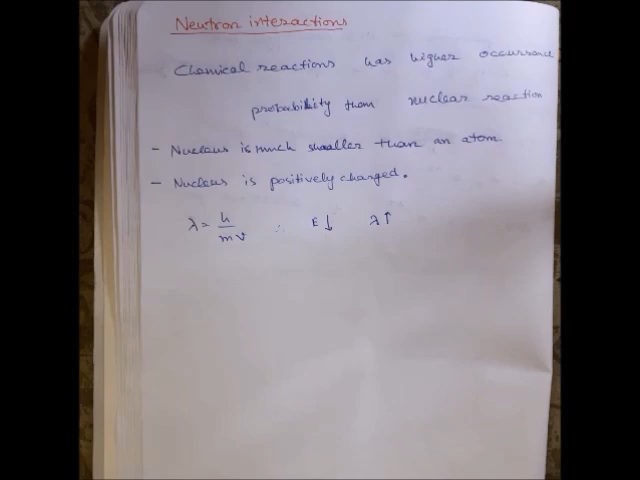 Neutron interactions
Chemical reactions has higher occurrence
probability than nuclear reaction
- Nucleus is much smaller than an atom.
- Nucleus is positively charged.
λ = h/mv ∴ E↓ λ↑